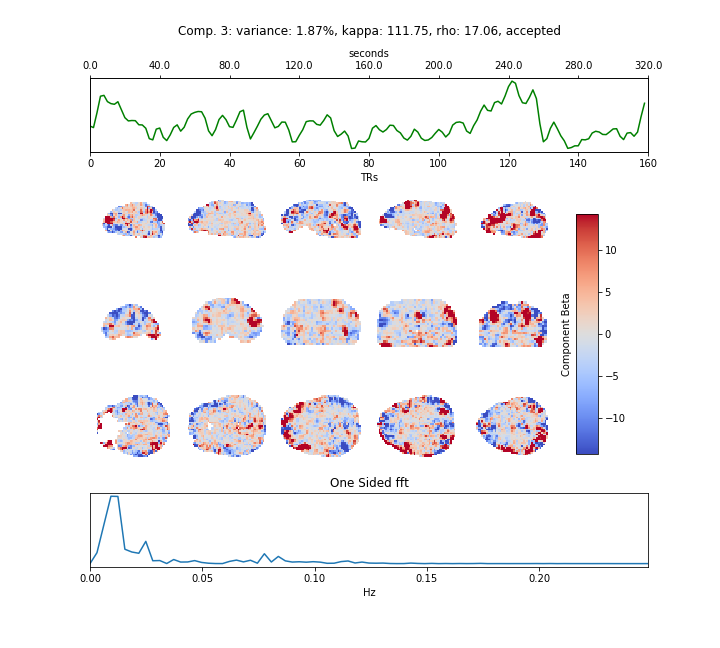 Comp. 3: variance: 1.87%, kappa: 111.75, rho: 17.06, accepted
seconds
0.0 40.0 80.0 120.0 160.0 200.0 240.0 280.0 320.0
0 20 40 60 80 100 120 140 160
TRs
10
5
0
−5
−10
Component Beta
One Sided fft
0.00 0.05 0.10 0.15 0.20
Hz